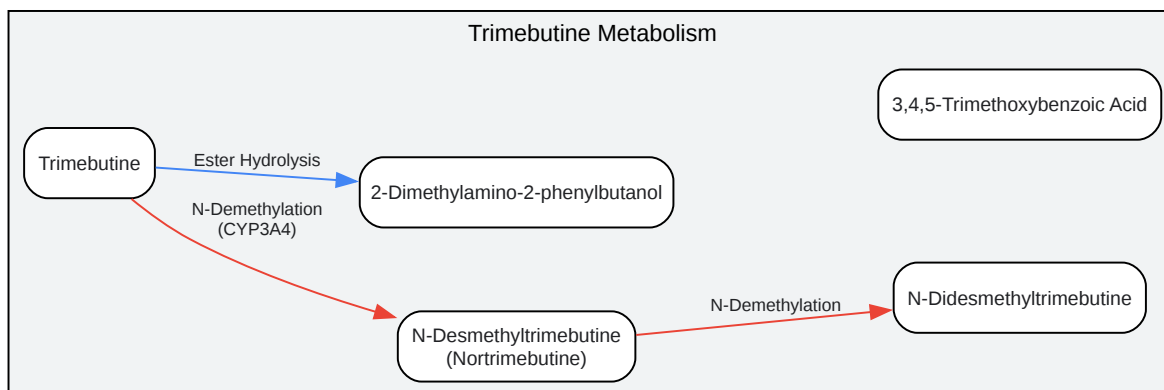 Trimebutine Metabolism
3,4,5-Trimethoxybenzoic Acid
Trimebutine
Ester Hydrolysis
2-Dimethylamino-2-phenylbutanol
N-Demethylation
(CYP3A4)
N-Desmethyltrimebutine
(Nortrimebutine)
N-Demethylation
N-Didesmethyltrimebutine